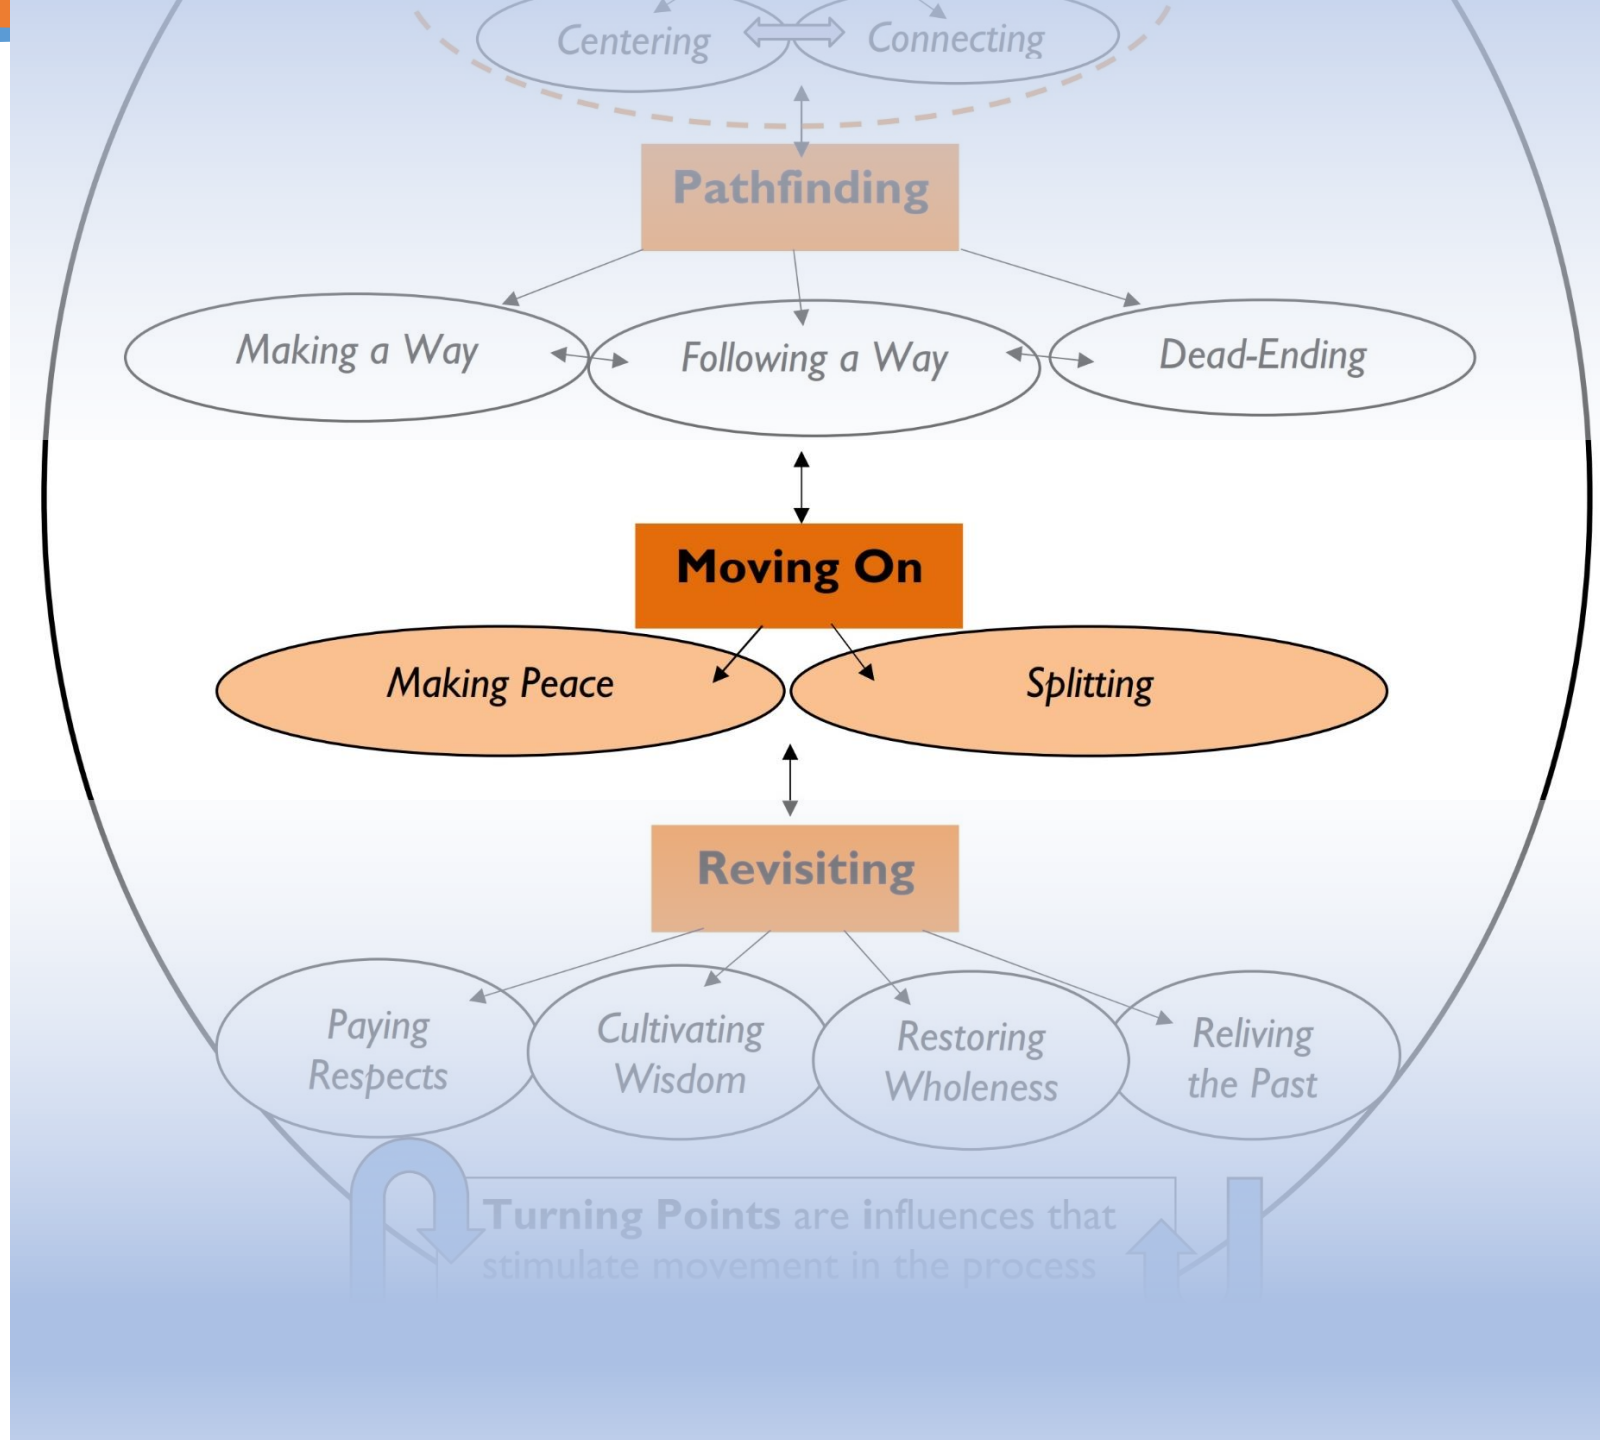 Centering
Connecting
Pathfinding
Making a Way
Following a Way
Dead-Ending
Moving On
Making Peace
Splitting
Revisiting
Paying
Respects
Cultivating
Wisdom
Restoring
Wholeness
Reliving
the Past
Turning Points are influences that
stimulate movement in the process